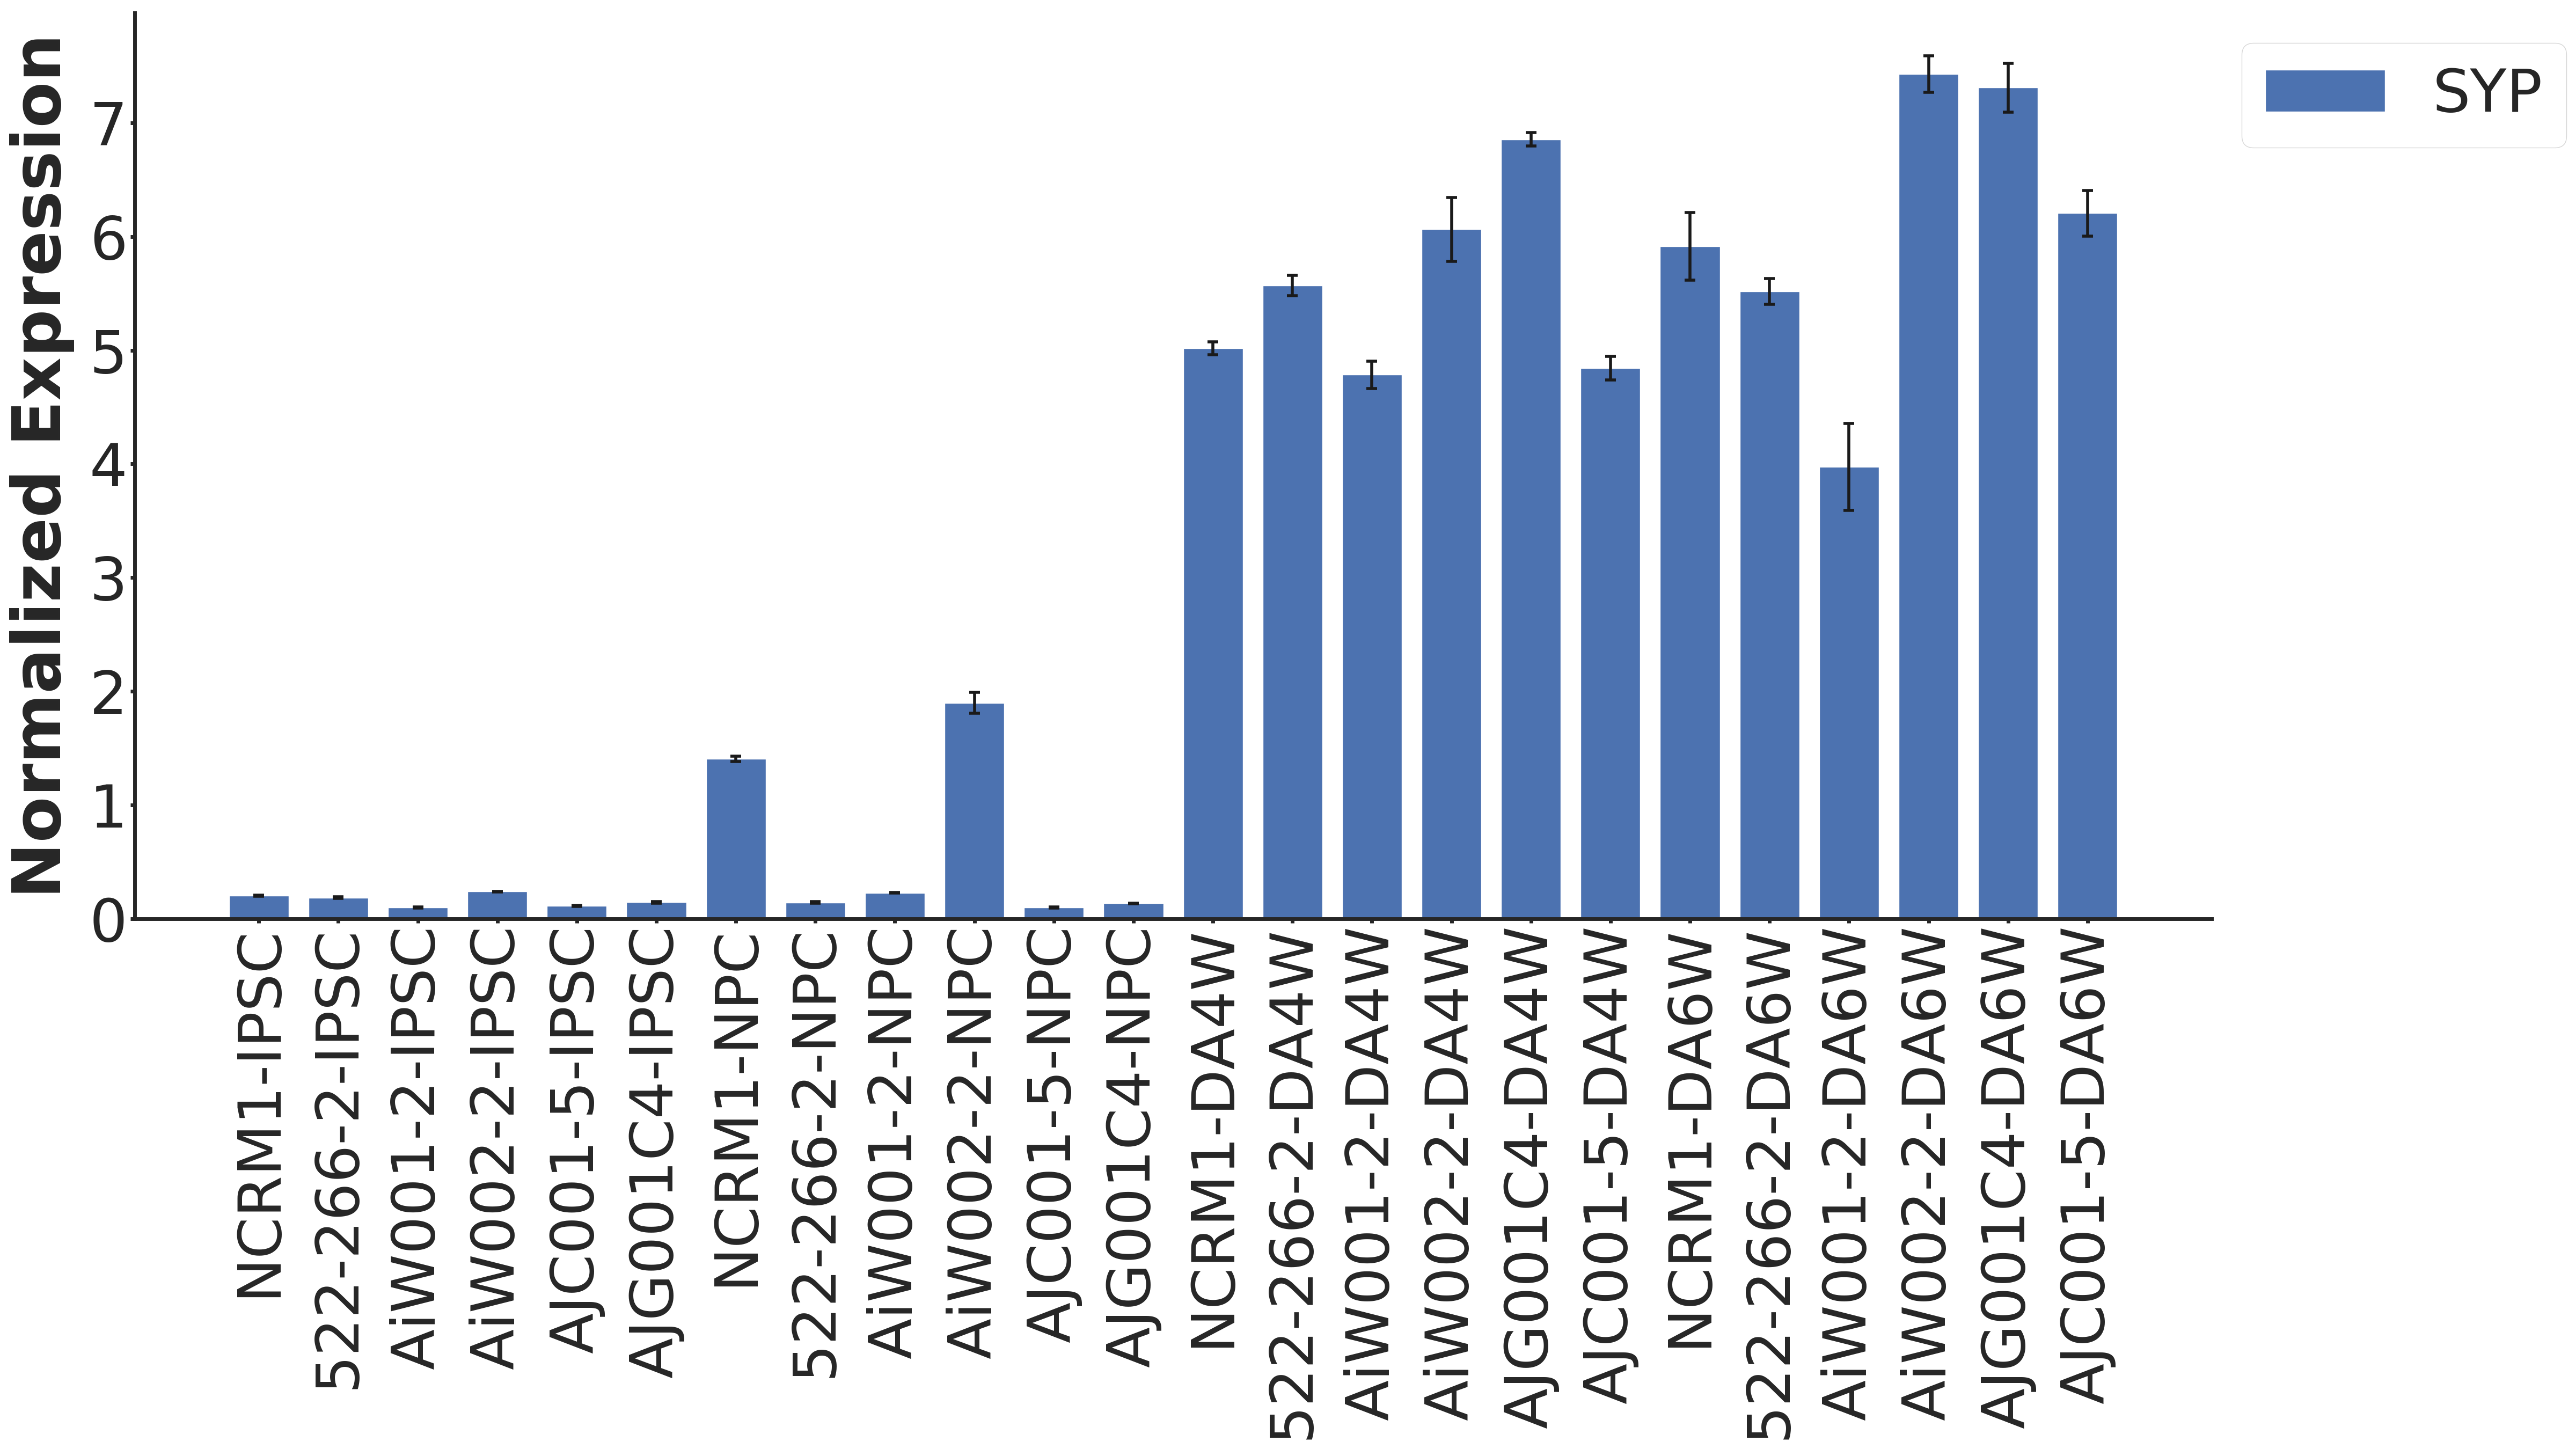 Normalized Expression
7
6
5
4
3
2
1
0
SYP
NCRM1-IPSC
522-266-2-IPSC
AiW001-2-IPSC
AiW002-2-IPSC
AJC001-5-IPSC
AJG001C4-IPSC
NCRM1-NPC
522-266-2-NPC
AiW001-2-NPC
AiW002-2-NPC
AJC001-5-NPC
AJG001C4-NPC
NCRM1-DA4W
522-266-2-DA4W
AiW001-2-DA4W
AiW002-2-DA4W
AJG001C4-DA4W
AJC001-5-DA4W
NCRM1-DA6W
522-266-2-DA6W
AiW001-2-DA6W
AiW002-2-DA6W
AJG001C4-DA6W
AJC001-5-DA6W